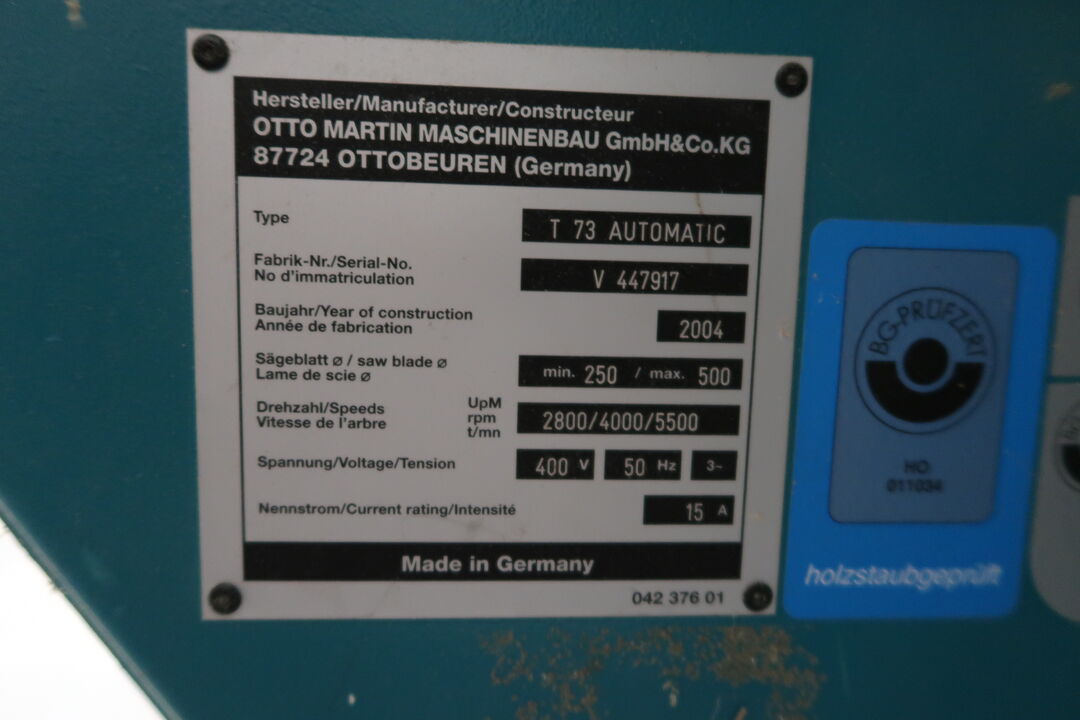 Hersteller/Manufacturer/Constructeur
OTTO MARTIN MASCHINENBAU GmbH&Co.KG
87724 OTTOBEUREN (Germany)
Type T 73 AUTOMATIC
Fabrik-Nr./Serial-No.
No d'immatriculation V 447917
Baujahr/Year of construction
Année de fabrication 2004
Sägeblatt ø / saw blade ø
Lame de scie ø min. 250 / max. 500
Drehzahl/Speeds UpM
Vitesse de l'arbre rpm 2800/4000/5500
t/mn
Spannung/Voltage/Tension 400 V 50 Hz 3~
Nennstrom/Current rating/Intensité 15 A
Made in Germany
042 376 01
BG-PRÜFZERT
HO
011034
holzstaubgeprüft